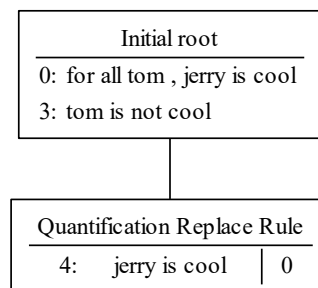 Initial root
0: for all tom , jerry is cool
3: tom is not cool
Quantification Replace Rule
4: jerry is cool 0